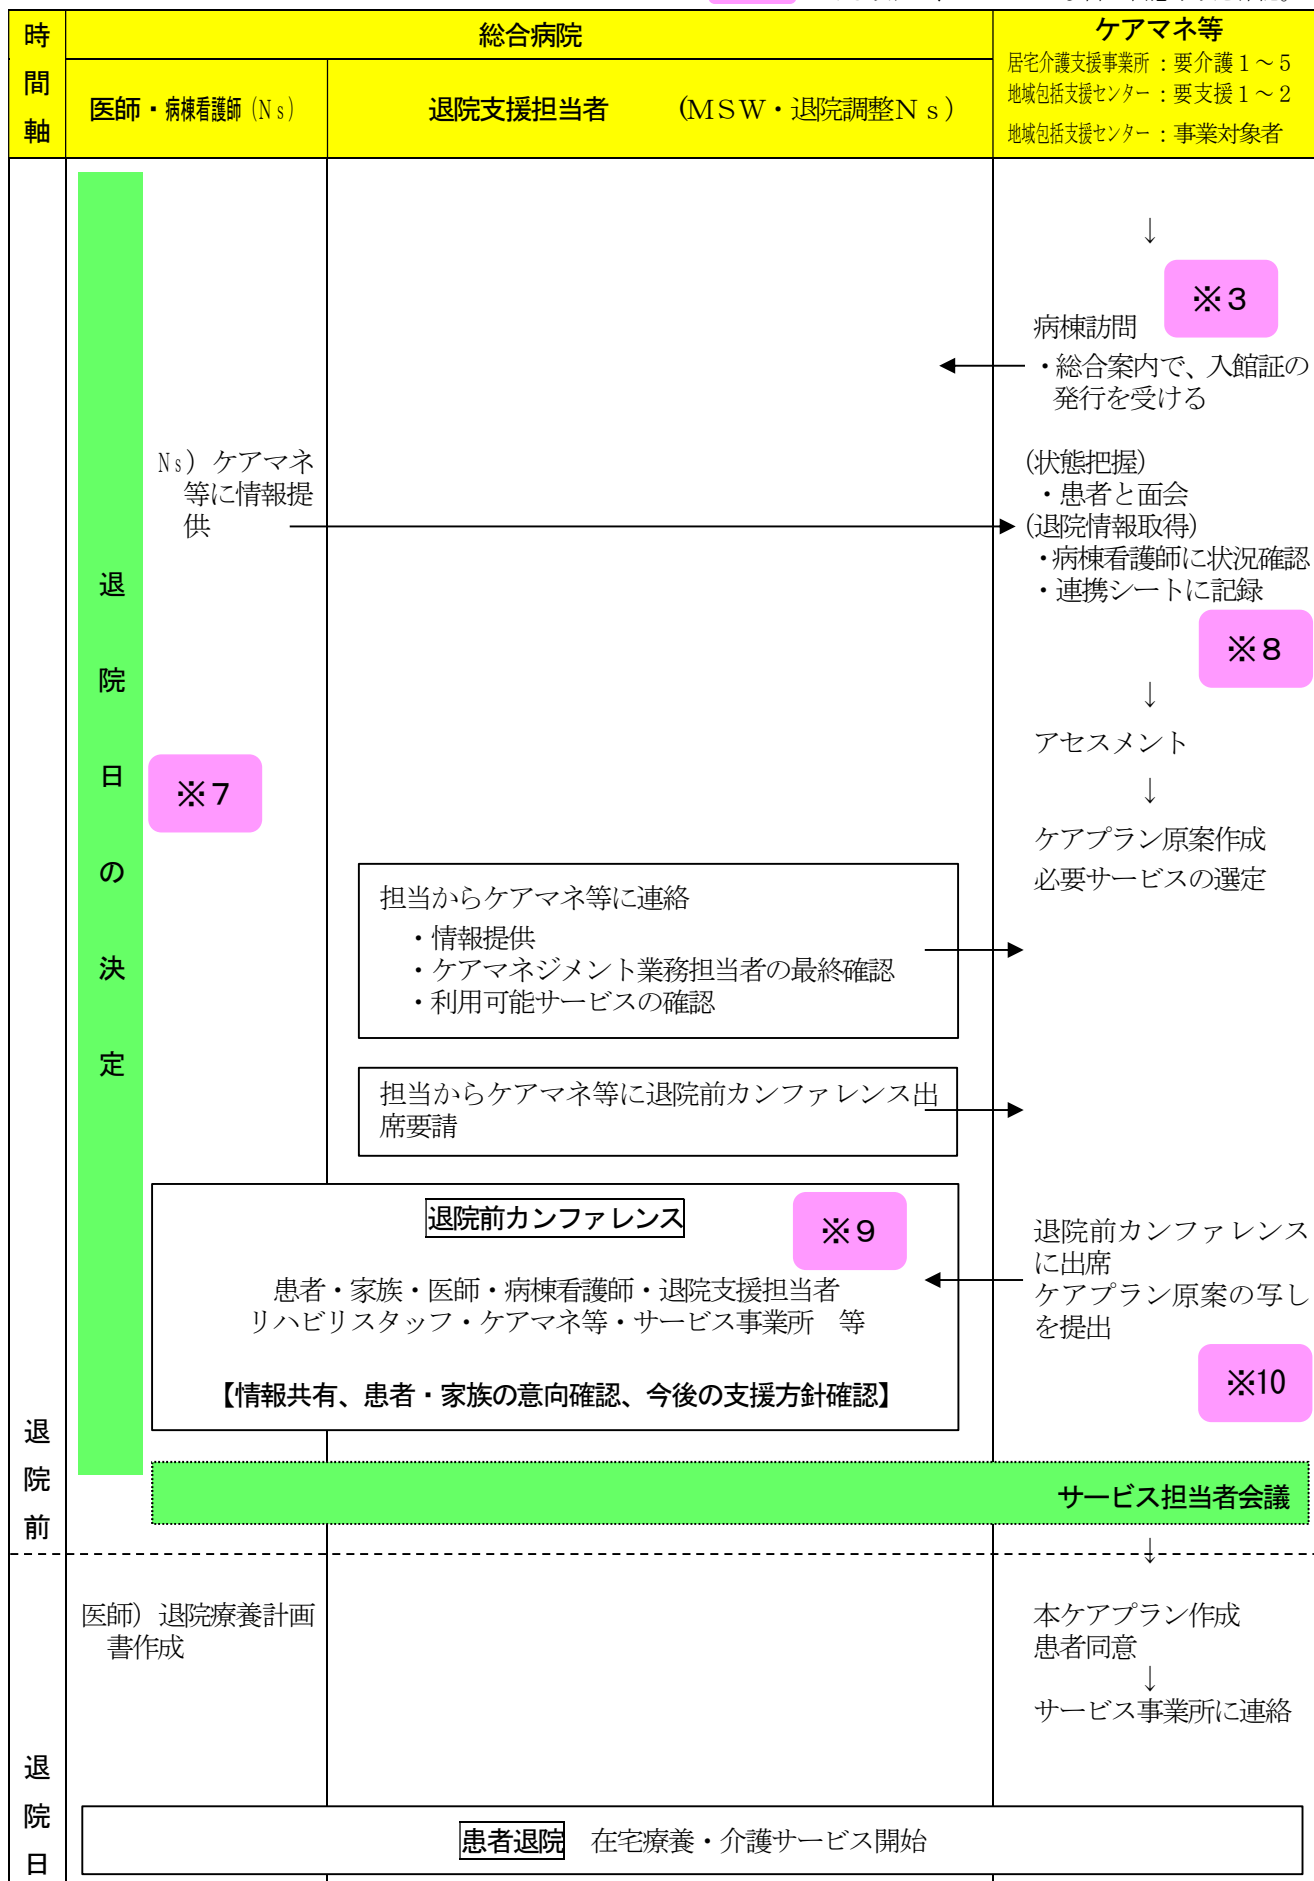 時間軸
総合病院
ケアマネ等
居宅介護支援事業所：要介護１～５
地域包括支援センター：要支援１～２
地域包括支援センター：事業対象者
医師・病棟看護師（Ｎｓ）
退院支援担当者　　（ＭＳＷ・退院調整Ｎｓ）
↓
※３
病棟訪問
・総合案内で、入館証の
発行を受ける
Ｎｓ）ケアマネ
等に情報提
供
（状態把握）
・患者と面会
（退院情報取得）
・病棟看護師に状況確認
・連携シートに記録
※８
↓
アセスメント
↓
ケアプラン原案作成
必要サービスの選定
退院日の決定
※７
担当からケアマネ等に連絡
・情報提供
・ケアマネジメント業務担当者の最終確認
・利用可能サービスの確認
担当からケアマネ等に退院前カンファレンス出
席要請
退院前カンファレンス
※９
患者・家族・医師・病棟看護師・退院支援担当者
リハビリスタッフ・ケアマネ等・サービス事業所　等
【情報共有、患者・家族の意向確認、今後の支援方針確認】
退院前カンファレンス
に出席
ケアプラン原案の写し
を提出
※10
退院前
サービス担当者会議
↓
医師）退院療養計画
書作成
本ケアプラン作成
患者同意
↓
サービス事業所に連絡
退院日
患者退院　在宅療養・介護サービス開始